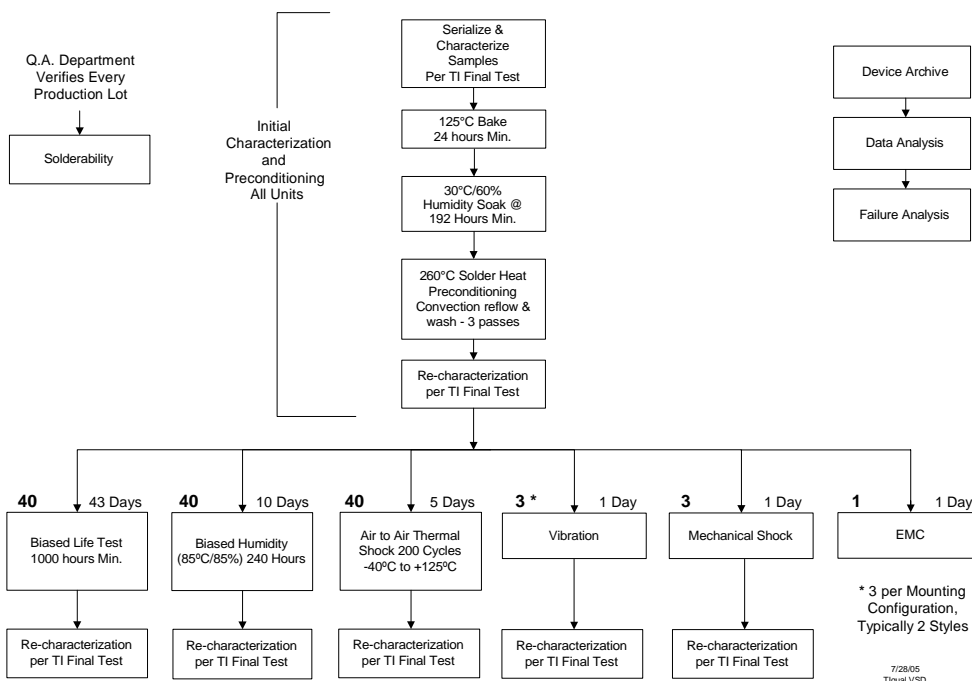 Q.A. Department
Verifies Every
Production Lot
Solderability
Initial
Characterization
and
Preconditioning
All Units
Serialize &
Characterize
Samples
Per TI Final Test
125°C Bake
24 hours Min.
30°C/60%
Humidity Soak @
192 Hours Min.
260°C Solder Heat
Preconditioning
Convection reflow &
wash - 3 passes
Re-characterization
per TI Final Test
Device Archive
Data Analysis
Failure Analysis
40 43 Days
Biased Life Test
1000 hours Min.
Re-characterization
per TI Final Test
40 10 Days
Biased Humidity
(85ºC/85%) 240 Hours
Re-characterization
per TI Final Test
40 5 Days
Air to Air Thermal
Shock 200 Cycles
-40ºC to +125ºC
Re-characterization
per TI Final Test
3 * 1 Day
Vibration
Re-characterization
per TI Final Test
3 1 Day
Mechanical Shock
Re-characterization
per TI Final Test
1 1 Day
EMC
* 3 per Mounting
Configuration,
Typically 2 Styles
7/28/05
TIqual.VSD